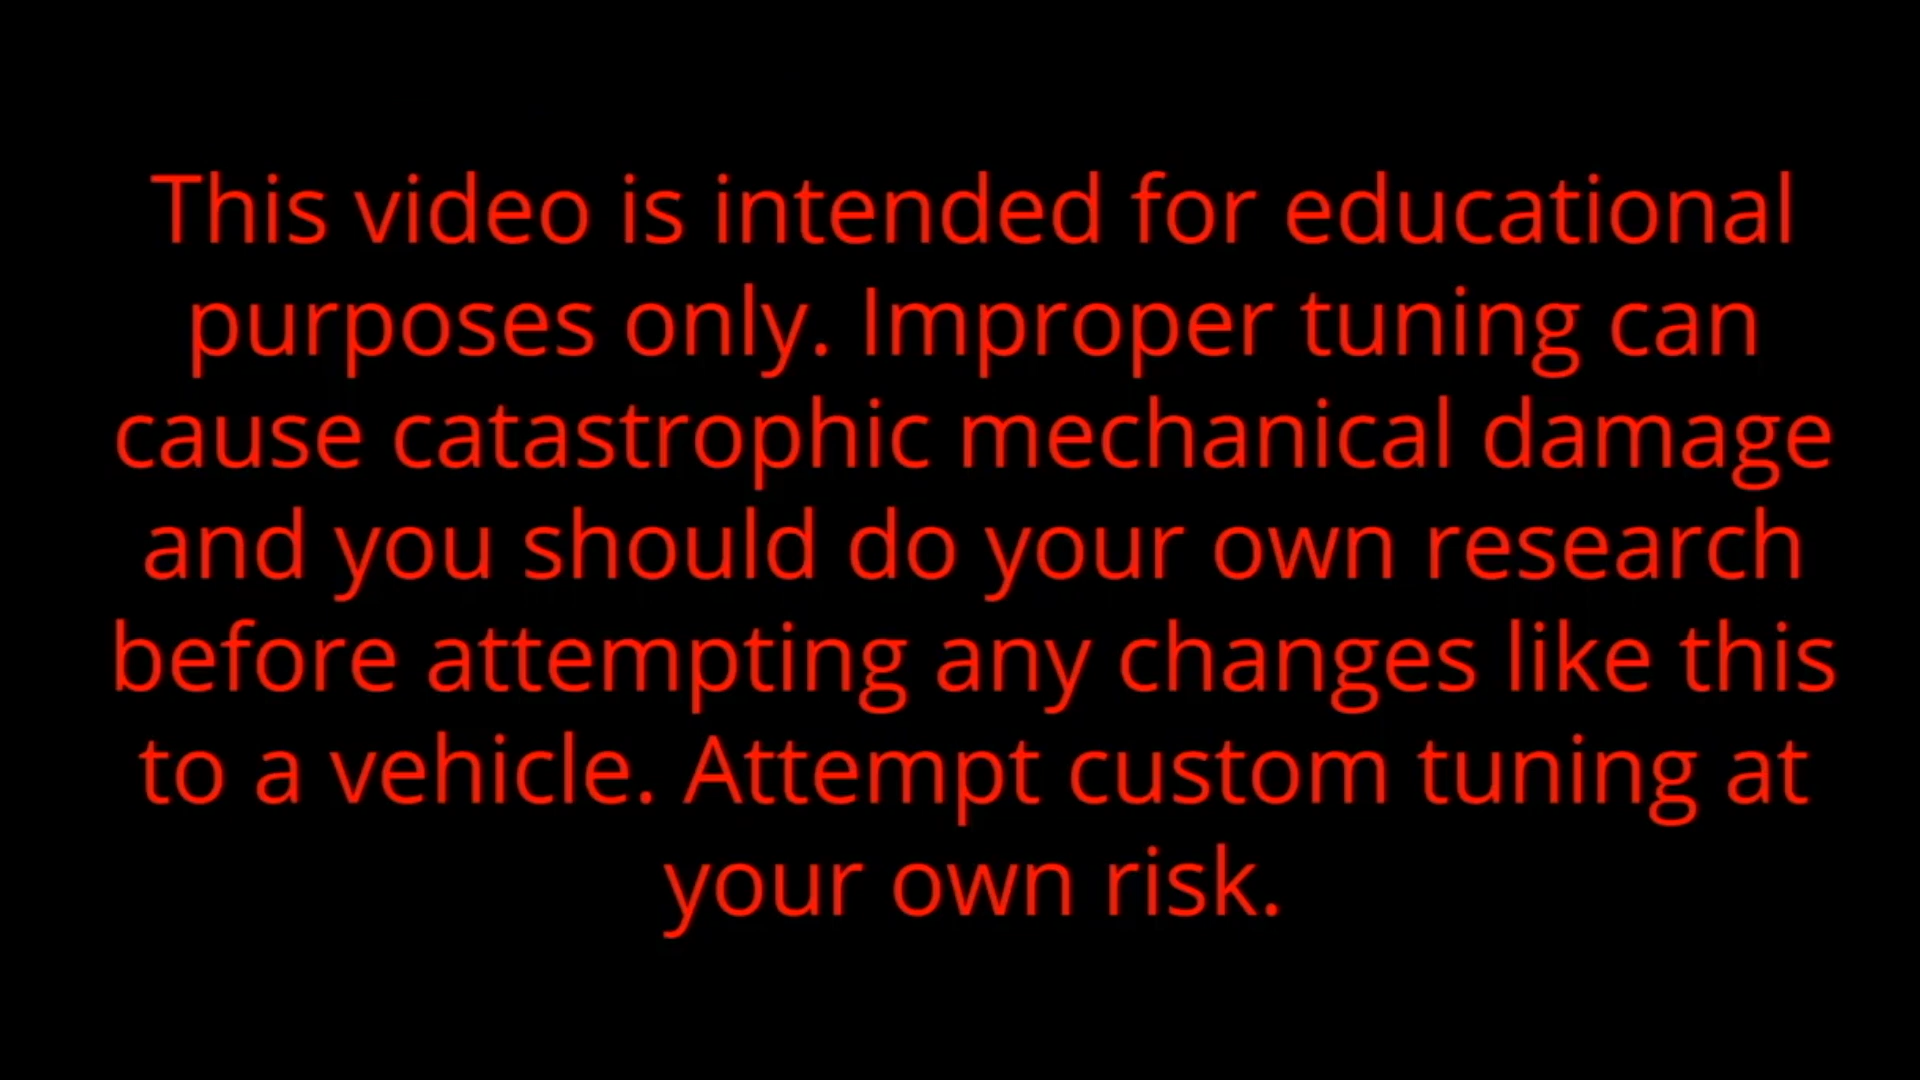 This video is intended for educational
purposes only. Improper tuning can
cause catastrophic mechanical damage
and you should do your own research
before attempting any changes like this
to a vehicle. Attempt custom tuning at
your own risk.